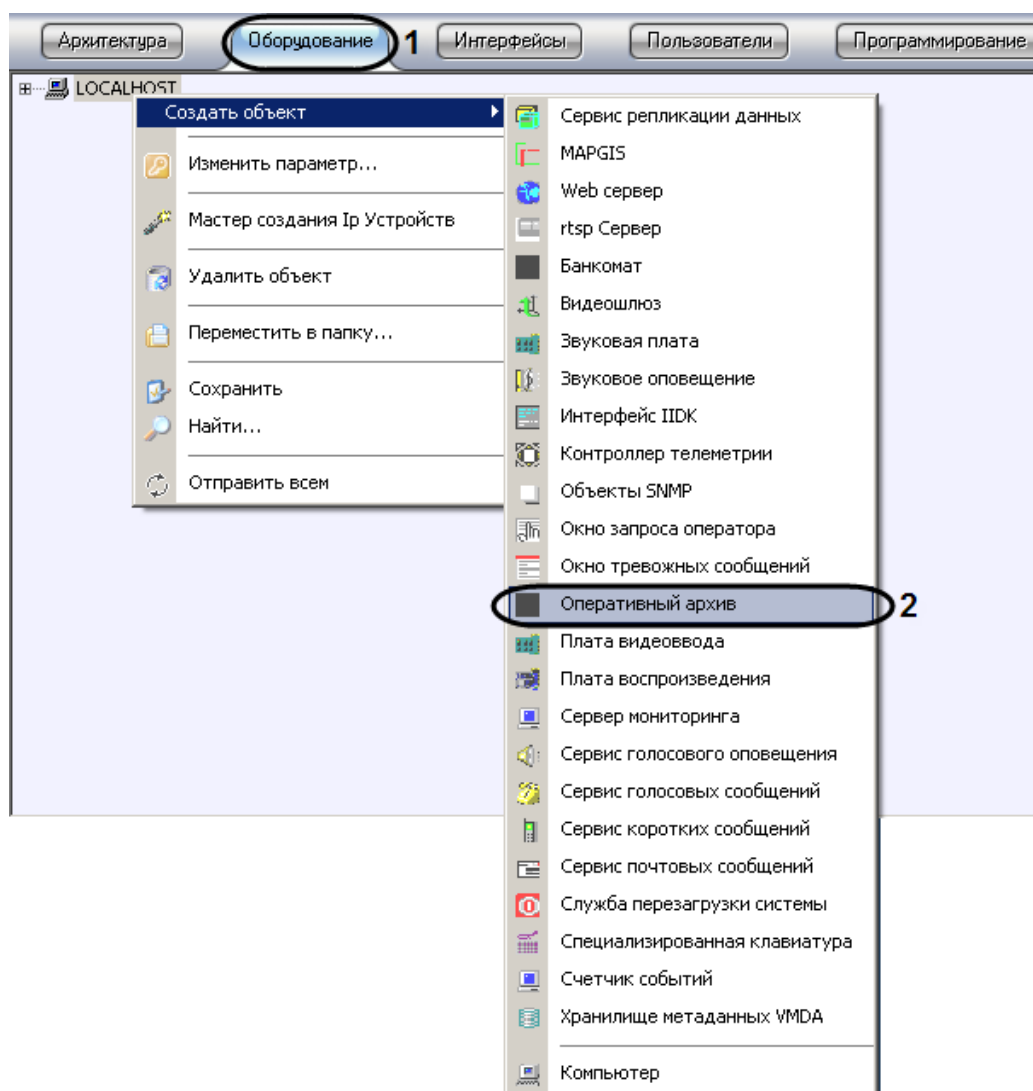 Архитектура
Оборудование
1
Интерфейсы
Пользователи
Программирование
LOCALHOST
Создать объект
Изменить параметр...
Мастер создания Ip Устройств
Удалить объект
Переместить в папку...
Сохранить
Найти...
Отправить всем
Сервис репликации данных
MAPGIS
Web сервер
rtsp Сервер
Банкомат
Видеошлюз
Звуковая плата
Звуковое оповещение
Интерфейс IIDK
Контроллер телеметрии
Объекты SNMP
Окно запроса оператора
Окно тревожных сообщений
Оперативный архив
2
Плата видеоввода
Плата воспроизведения
Сервер мониторинга
Сервис голосового оповещения
Сервис голосовых сообщений
Сервис коротких сообщений
Сервис почтовых сообщений
Служба перезагрузки системы
Специализированная клавиатура
Счетчик событий
Хранилище метаданных VMDA
Компьютер